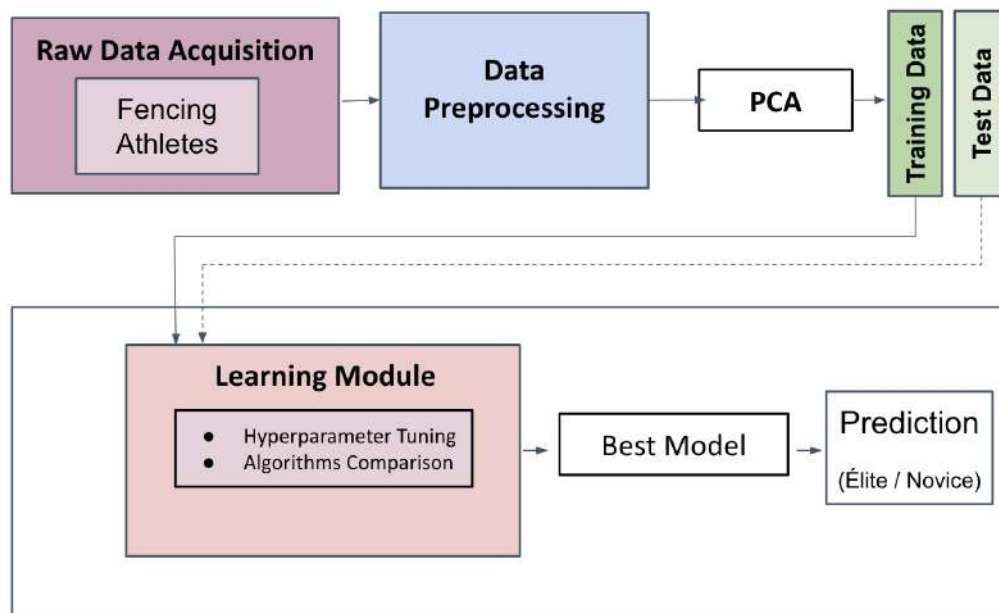 Raw Data Acquisition
Fencing
Athletes
Data
Preprocessing
PCA
Training Data
Test Data
Learning Module
● Hyperparameter Tuning
● Algorithms Comparison
Best Model
Prediction
(Élite / Novice)